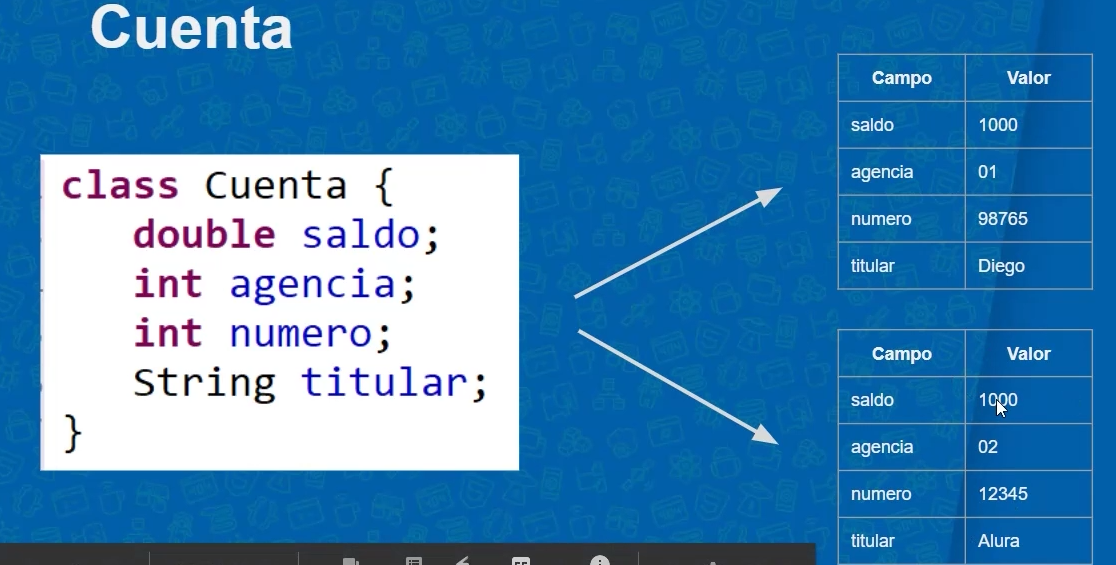 Cuenta
class Cuenta {
double saldo;
int agencia;
int numero;
String titular;
}
Campo Valor
saldo 1000
agencia 01
numero 98765
titular Diego
Campo Valor
saldo 1000
agencia 02
numero 12345
titular Alura